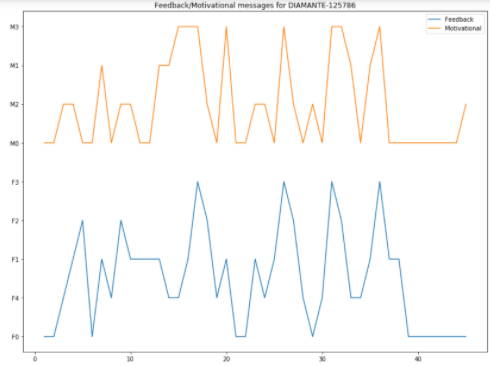 Feedback/Motivational messages for DIAMANTE-125786
Feedback
Motivational
M3
M1
M2
M0
F3
F2
F1
F4
F0
0 10 20 30 40